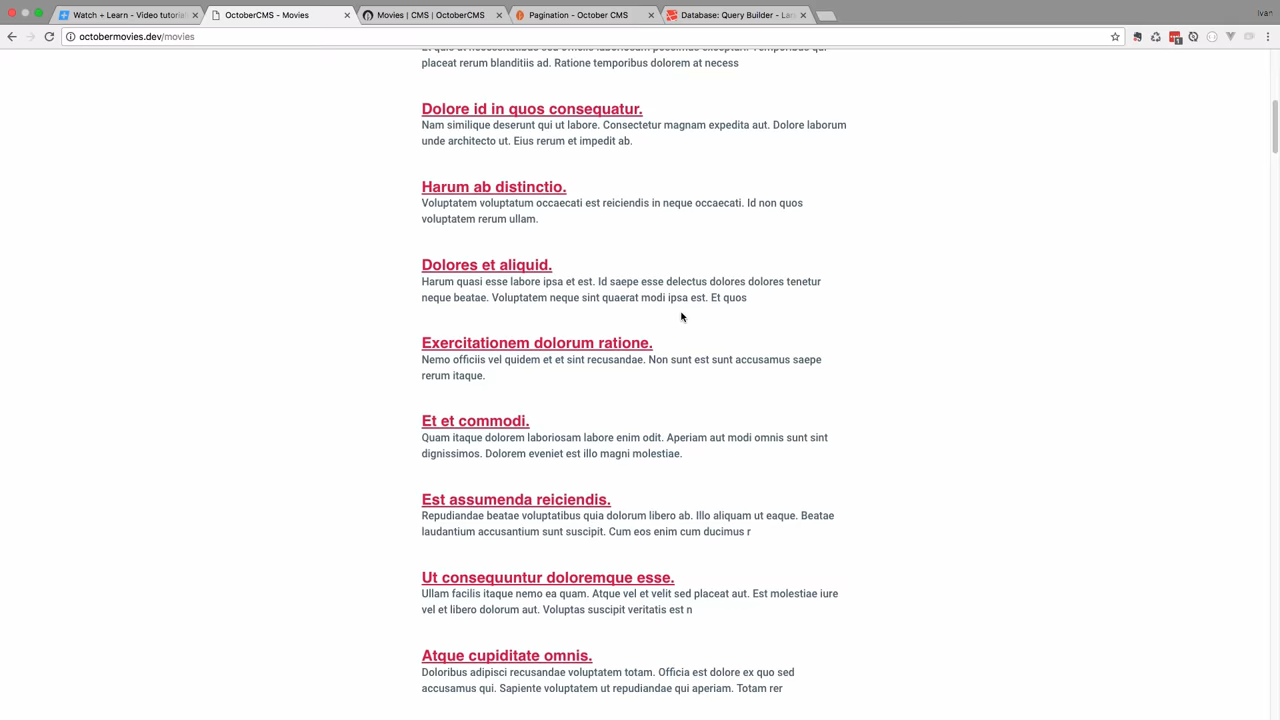 Ivan
Watch + Learn - Video tutoria
OctoberCMS - Movies
Movies | CMS | OctoberCMS
Pagination - October CMS
Database: Query Builder - Lar
octobermovies.dev/movies
1
placeat rerum blanditiis ad. Ratione temporibus dolorem at necess
Dolore id in quos consequatur.
Nam similique deserunt qui ut labore. Consectetur magnam expedita aut. Dolore laborum
unde architecto ut. Eius rerum et impedit ab.
Harum ab distinctio.
Voluptatem voluptatum occaecati est reiciendis in neque occaecati. Id non quos
voluptatem rerum ullam.
Dolores et aliquid.
Harum quasi esse labore ipsa et est. Id saepe esse delectus dolores dolores tenetur
neque beatae. Voluptatem neque sint quaerat modi ipsa est. Et quos
Exercitationem dolorum ratione.
Nemo officiis vel quidem et et sint recusandae. Non sunt est sunt accusamus saepe
rerum itaque.
Et et commodi.
Quam itaque dolorem laboriosam labore enim odit. Aperiam aut modi omnis sunt sint
dignissimos. Dolorem eveniet est illo magni molestiae.
Est assumenda reiciendis.
Repudiandae beatae voluptatibus quia dolorum libero ab. Illo aliquam ut eaque. Beatae
laudantium accusantium sunt suscipit. Cum eos enim cum ducimus r
Ut consequuntur doloremque esse.
Ullam facilis itaque nemo ea quam. Atque vel et velit sed placeat aut. Est molestiae iure
vel et libero dolorum aut. Voluptas suscipit veritatis est n
Atque cupiditate omnis.
Doloribus adipisci recusandae voluptatem totam. Officia est dolore ex quo sed
accusamus qui. Sapiente voluptatem ut repudiandae qui aperiam. Totam rer